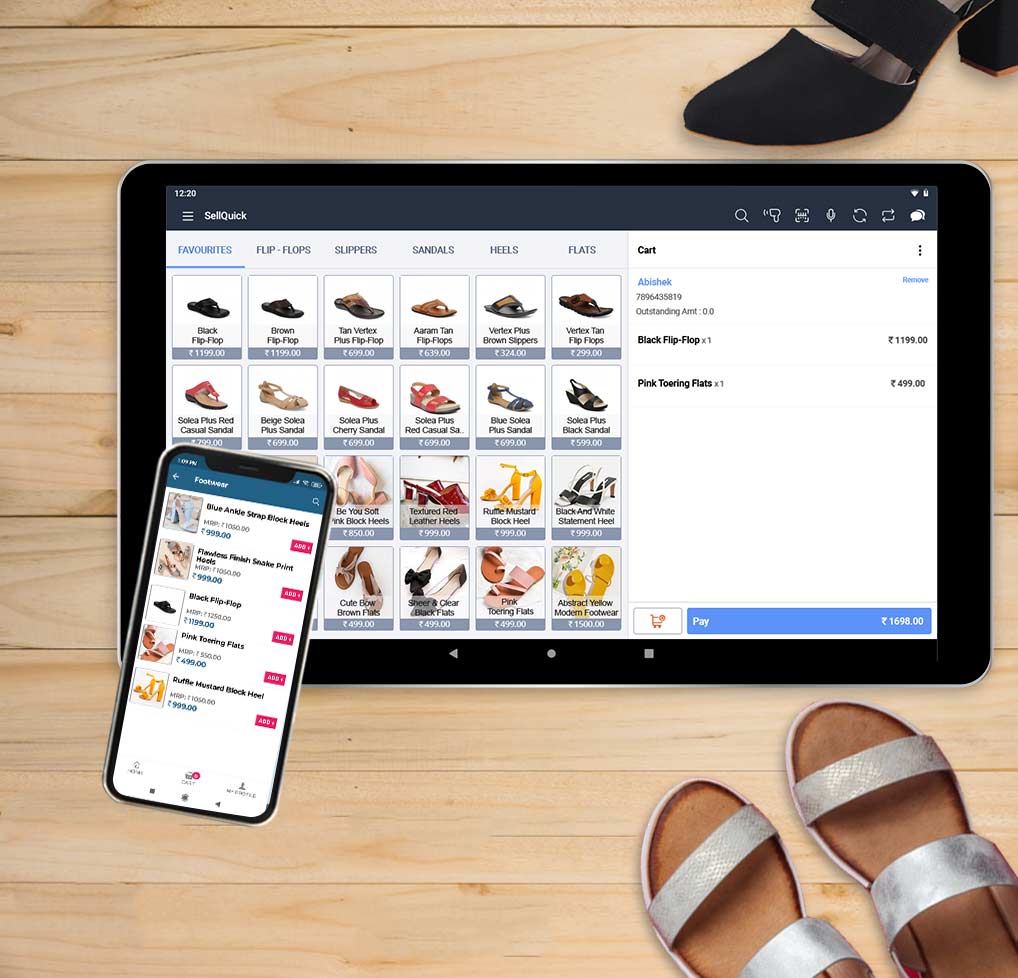 12:20
SellQuick
FAVOURITES FLIP - FLOPS SLIPPERS SANDALS HEELS FLATS
Black Flip-Flop
₹ 1199.00
Brown Flip-Flop
₹ 1199.00
Tan Vertex Plus Flip-Flop
₹ 699.00
Aaram Tan Flip-Flops
₹ 639.00
Vertex Plus Brown Slippers
₹ 324.00
Vertex Tan Flip Flops
₹ 299.00
Solea Plus Red Casual Sandal
₹ 799.00
Beige Solea Plus Sandal
₹ 699.00
Solea Plus Cherry Sandal
₹ 699.00
Solea Plus Red Casual Sa..
₹ 699.00
Blue Solea Plus Sandal
₹ 699.00
Solea Plus Black Sandal
₹ 599.00
Be You Soft Pink Block Heels
₹ 850.00
Textured Red Leather Heels
₹ 999.00
Ruffle Mustard Block Heel
₹ 999.00
Black And White Statement Heel
₹ 999.00
Cute Bow Brown Flats
₹ 499.00
Sheer & Clear Black Flats
₹ 499.00
Pink Toering Flats
₹ 499.00
Abstract Yellow Modern Footwear
₹ 1500.00
Cart
Abishek Remove
7896435819
Outstanding Amt : 0.0
Black Flip-Flop x 1 ₹ 1199.00
Pink Toering Flats x 1 ₹ 499.00
Pay ₹ 1698.00
1:09 PM
Footwear
Blue Ankle Strap Block Heels
MRP: ₹ 1050.00
₹ 999.00
ADD +
Flawless Finish Snake Print Heels
MRP: ₹ 1050.00
₹ 999.00
ADD +
Black Flip-Flop
MRP: ₹ 1250.00
₹ 1199.00
ADD +
Pink Toering Flats
MRP: ₹ 550.00
₹ 499.00
ADD +
Ruffle Mustard Block Heel
MRP: ₹ 1050.00
₹ 999.00
ADD +
HOME CART MY PROFILE